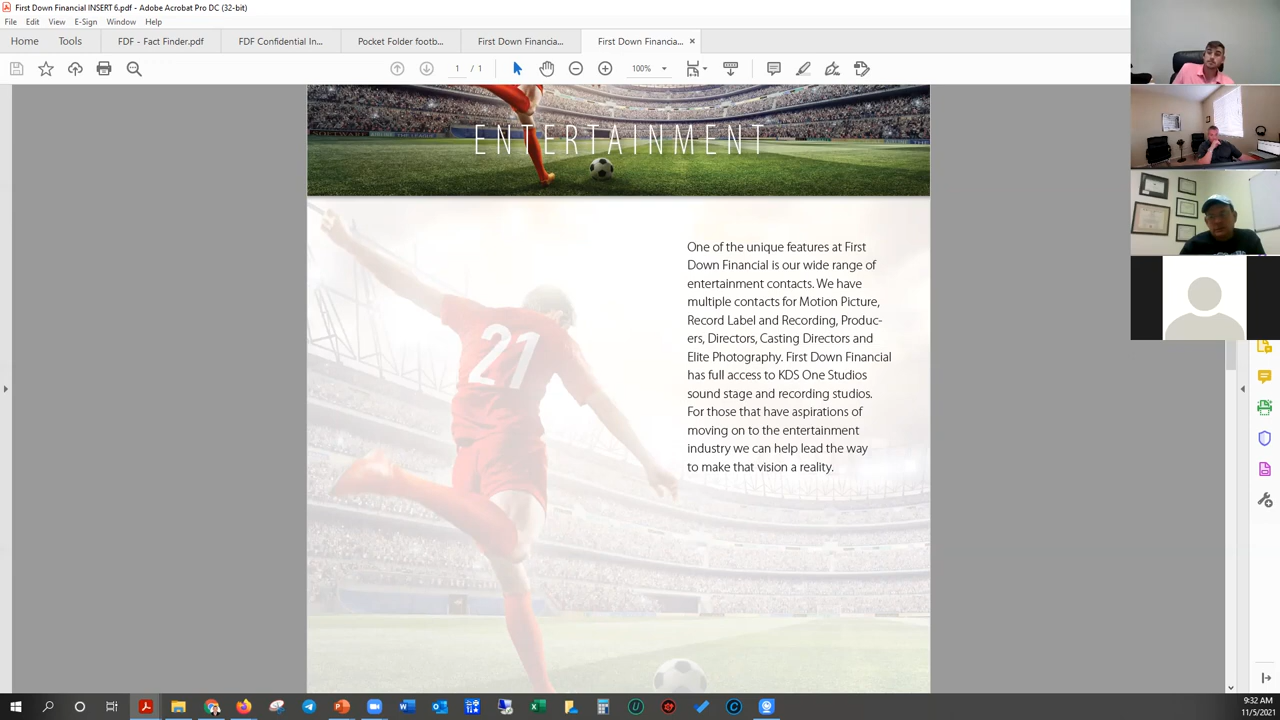 First Down Financial INSERT 6.pdf - Adobe Acrobat Pro DC (32-bit)
File Edit View E-Sign Window Help
Home Tools FDF - Fact Finder.pdf FDF Confidential In... Pocket Folder footb... First Down Financia... First Down Financia... ×
1 / 1 100%
ENTERTAINMENT
One of the unique features at First
Down Financial is our wide range of
entertainment contacts. We have
multiple contacts for Motion Picture,
Record Label and Recording, Produc-
ers, Directors, Casting Directors and
Elite Photography. First Down Financial
has full access to KDS One Studios
sound stage and recording studios.
For those that have aspirations of
moving on to the entertainment
industry we can help lead the way
to make that vision a reality.
21
9:32 AM
11/5/2021